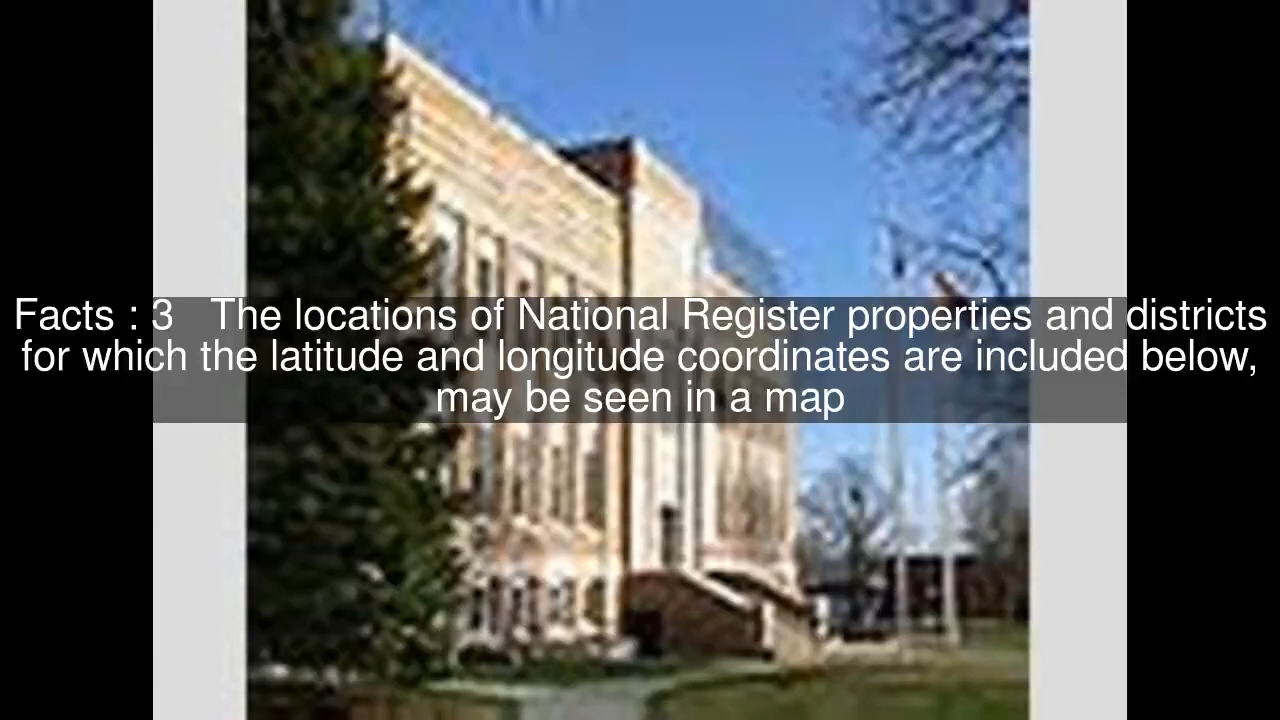 Facts : 3   The locations of National Register properties and districts
for which the latitude and longitude coordinates are included below,
may be seen in a map